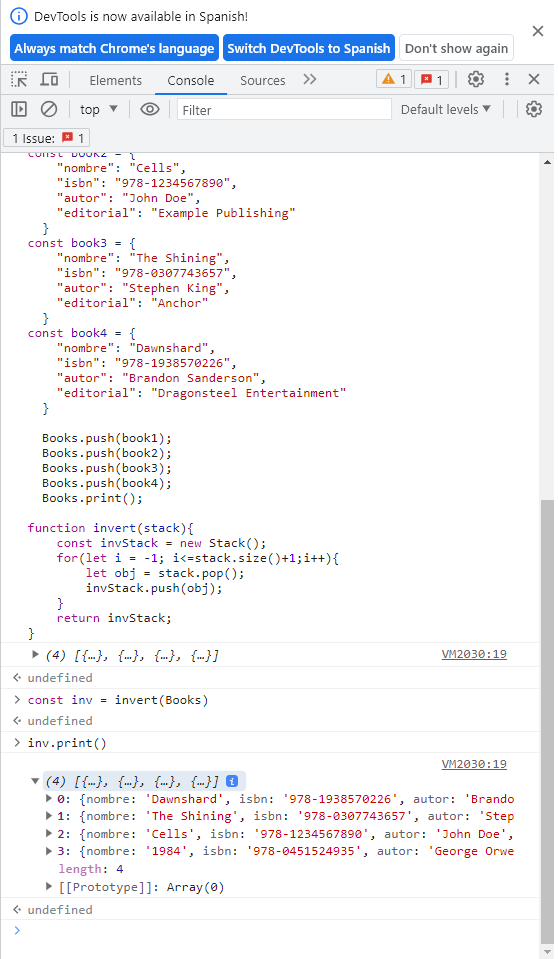 DevTools is now available in Spanish!
Always match Chrome's language Switch DevTools to Spanish Don't show again
Elements Console Sources 1 1
top Filter Default levels
1 Issue: 1
const book2 = {
"nombre": "Cells",
"isbn": "978-1234567890",
"autor": "John Doe",
"editorial": "Example Publishing"
}
const book3 = {
"nombre": "The Shining",
"isbn": "978-0307743657",
"autor": "Stephen King",
"editorial": "Anchor"
}
const book4 = {
"nombre": "Dawnshard",
"isbn": "978-1938570226",
"autor": "Brandon Sanderson",
"editorial": "Dragonsteel Entertainment"
}
Books.push(book1);
Books.push(book2);
Books.push(book3);
Books.push(book4);
Books.print();
function invert(stack){
const invStack = new Stack();
for(let i = -1; i<=stack.size()+1;i++){
let obj = stack.pop();
invStack.push(obj);
}
return invStack;
}
(4) [{…}, {…}, {…}, {…}] VM2030:19
undefined
const inv = invert(Books)
undefined
inv.print()
VM2030:19
(4) [{…}, {…}, {…}, {…}]
0: {nombre: 'Dawnshard', isbn: '978-1938570226', autor: 'Brando
1: {nombre: 'The Shining', isbn: '978-0307743657', autor: 'Step
2: {nombre: 'Cells', isbn: '978-1234567890', autor: 'John Doe',
3: {nombre: '1984', isbn: '978-0451524935', autor: 'George Orwe
length: 4
[[Prototype]]: Array(0)
undefined